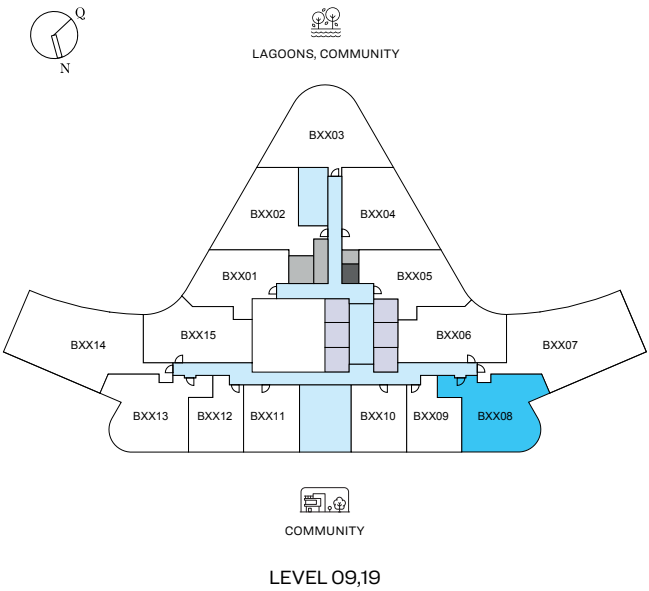 Q
N
LAGOONS, COMMUNITY
BXX03
BXX02
BXX04
BXX01
BXX05
BXX14
BXX15
BXX06
BXX07
BXX13
BXX12
BXX11
BXX10
BXX09
BXX08
COMMUNITY
LEVEL 09,19